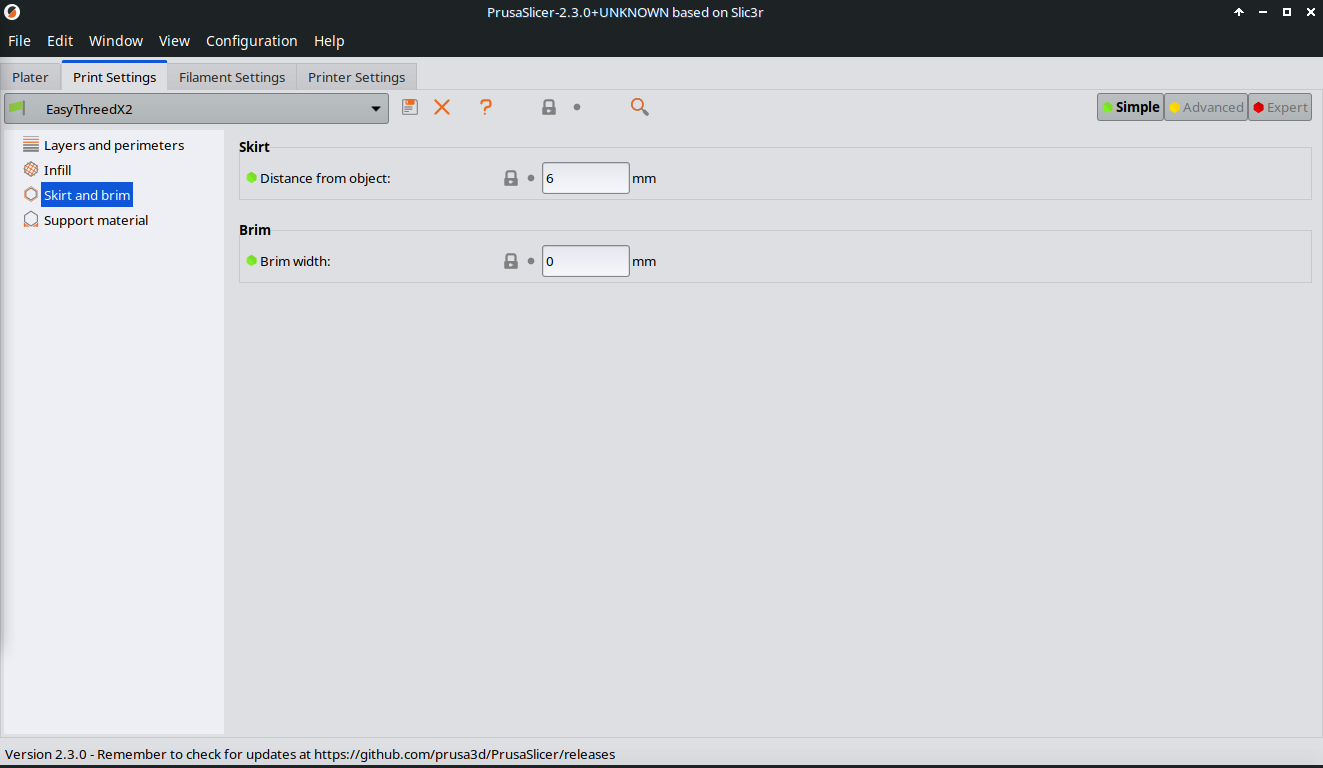 PrusaSlicer-2.3.0+UNKNOWN based on Slic3r
File Edit Window View Configuration Help
Plater Print Settings Filament Settings Printer Settings
EasyThreedX2 ? Simple Advanced Expert
Layers and perimeters
Infill
Skirt and brim
Support material
Skirt
Distance from object: 6 mm
Brim
Brim width: 0 mm
Version 2.3.0 - Remember to check for updates at https://github.com/prusa3d/PrusaSlicer/releases